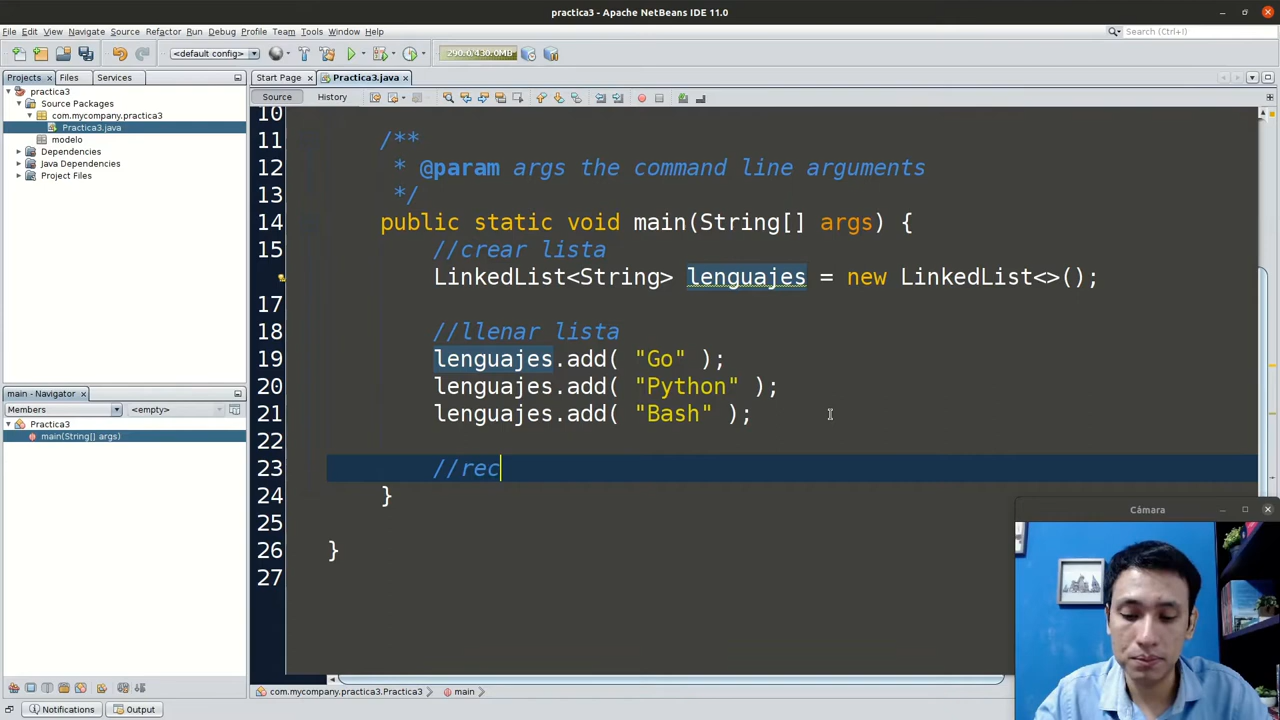 practica3 - Apache NetBeans IDE 11.0
File Edit View Navigate Source Refactor Run Debug Profile Team Tools Window Help
Search (Ctrl+I)
<default config>
290.6/430.0MB
Projects
Files
Services
Start Page
Practica3.java
Source
History
practica3
Source Packages
com.mycompany.practica3
Practica3.java
modelo
Dependencies
Java Dependencies
Project Files
main - Navigator
Members
<empty>
Practica3
main(String[] args)
10
11 /**
12 * @param args the command line arguments
13 */
14 public static void main(String[] args) {
15 //crear lista
LinkedList<String> lenguajes = new LinkedList<>();
17
18 //llenar lista
19 lenguajes.add( "Go" );
20 lenguajes.add( "Python" );
21 lenguajes.add( "Bash" );
22
23 //rec
24 }
25
26 }
27
Cámara
com.mycompany.practica3.Practica3
main
Notifications
Output